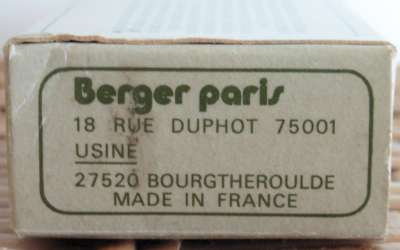 Berger paris
18 RUE DUPHOT 75001
USINE
27520 BOURGTHEROULDE
MADE IN FRANCE